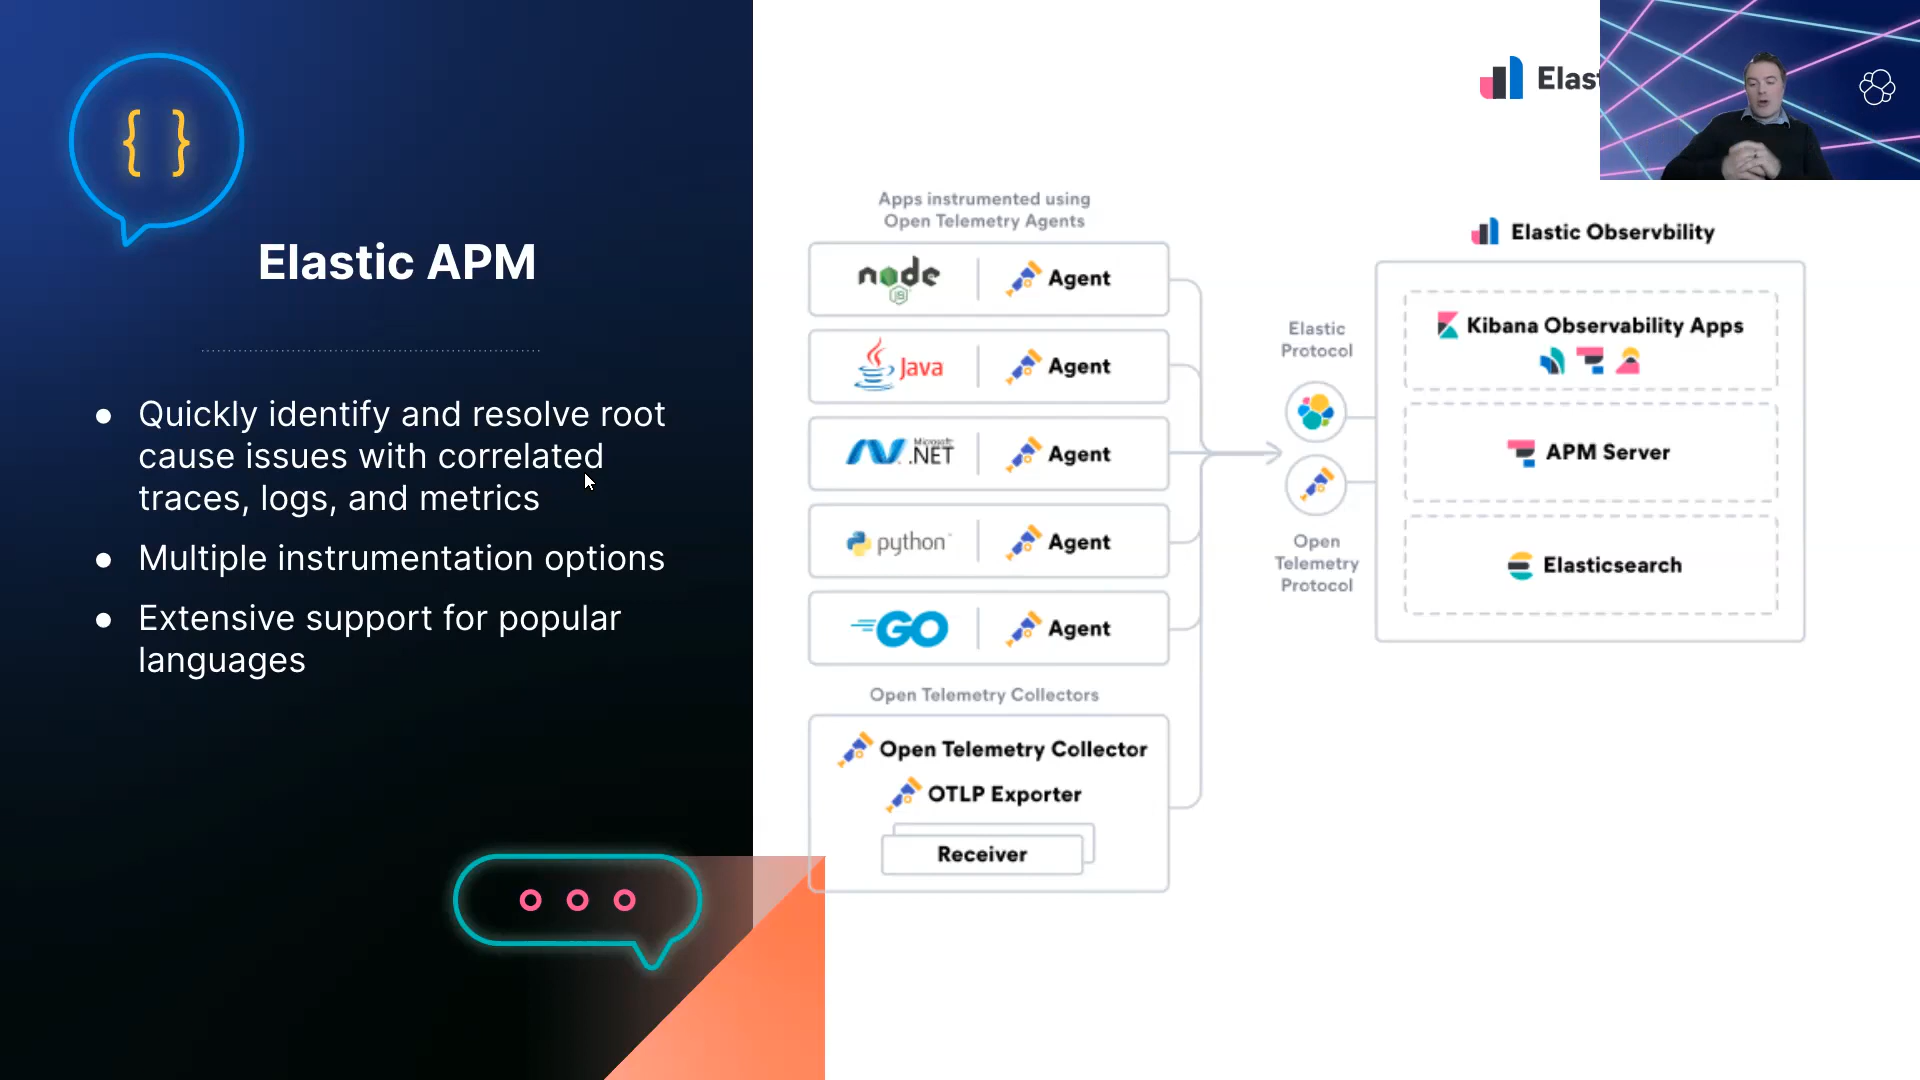 { }
Elastic APM
● Quickly identify and resolve root
cause issues with correlated
traces, logs, and metrics
● Multiple instrumentation options
● Extensive support for popular
languages
Elas
Apps instrumented using
Open Telemetry Agents
node
JS
Agent
Java
Agent
Microsoft
.NET
Agent
python
Agent
GO
Agent
Open Telemetry Collectors
Open Telemetry Collector
OTLP Exporter
Receiver
Elastic
Protocol
Open
Telemetry
Protocol
Elastic Observbility
Kibana Observability Apps
APM Server
Elasticsearch